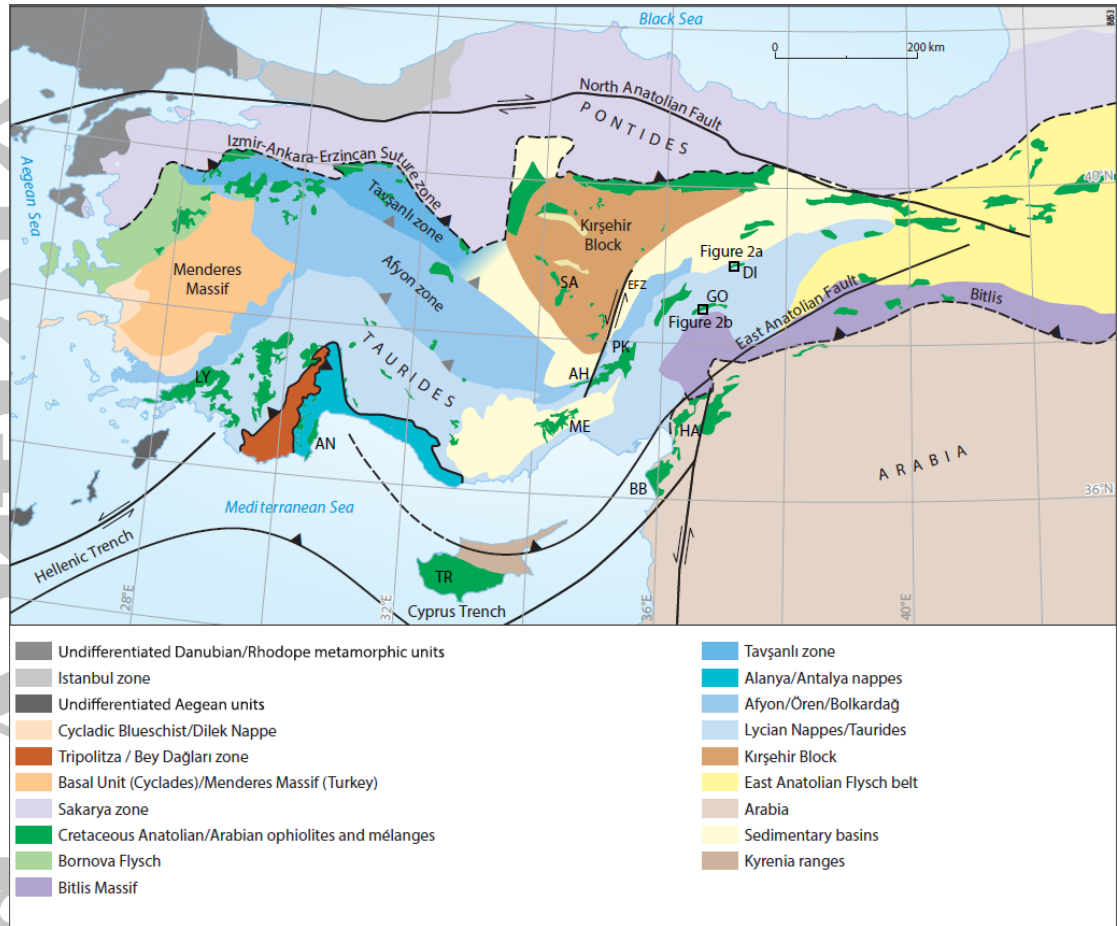 Black Sea
8863
0
200 km
North Anatolian Fault
PONTIDES
Izmir-Ankara-Erzincan Suture zone
Aegean Sea
40°N
Tavşanlı zone
Kırşehir
Block
Menderes
Massif
Afyon zone
Figure 2a
DI
SA
EFZ
GO
Figure 2b
East Anatolian Fault
Bitlis
TAURIDES
PK
AH
LY
ME
HA
AN
ARABIA
BB
36°N
Mediterranean Sea
Hellenic Trench
TR
Cyprus Trench
28°E
32°E
36°E
40°E
Undifferentiated Danubian/Rhodope metamorphic units
Istanbul zone
Undifferentiated Aegean units
Cycladic Blueschist/Dilek Nappe
Tripolitza / Bey Dağları zone
Basal Unit (Cyclades)/Menderes Massif (Turkey)
Sakarya zone
Cretaceous Anatolian/Arabian ophiolites and mélanges
Bornova Flysch
Bitlis Massif
Tavşanlı zone
Alanya/Antalya nappes
Afyon/Ören/Bolkardağ
Lycian Nappes/Taurides
Kırşehir Block
East Anatolian Flysch belt
Arabia
Sedimentary basins
Kyrenia ranges